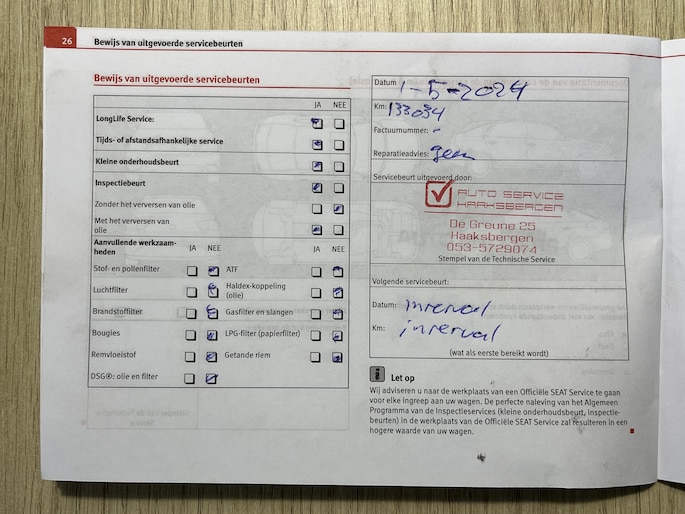 26
Bewijs van uitgevoerde servicebeurten
Bewijs van uitgevoerde servicebeurten
JA NEE
LongLife Service:
Tijds- of afstandsafhankelijke service
Kleine onderhoudsbeurt
Inspectiebeurt
Zonder het verversen van olie
Met het verversen van
olie
Aanvullende werkzaam-
heden
JA NEE
JA NEE
Stof- en pollenfilter
ATF
Luchtfilter
Haldex-koppeling
(olie)
Brandstoffilter
Gasfilter en slangen
Bougies
LPG-filter (papierfilter)
Remvloeistof
Getande riem
DSG®: olie en filter
Datum 1-5-2024
Km: 133034
Factuurnummer: -
Reparatieadvies: geen
Servicebeurt uitgevoerd door:
AUTO SERVICE
HAAKSBERGEN
De Greune 25
Haaksbergen
053-5729074
Stempel van de Technische Service
Volgende servicebeurt:
Datum: inrerval
Km: inrerval
(wat als eerste bereikt wordt)
i Let op
Wij adviseren u naar de werkplaats van een Officiële SEAT Service te gaan
voor elke ingreep aan uw wagen. De perfecte naleving van het Algemeen
Programma van de Inspectieservices (kleine onderhoudsbeurt, inspectie-
beurten) in de werkplaats van de Officiële SEAT Service zal resulteren in een
hogere waarde van uw wagen.